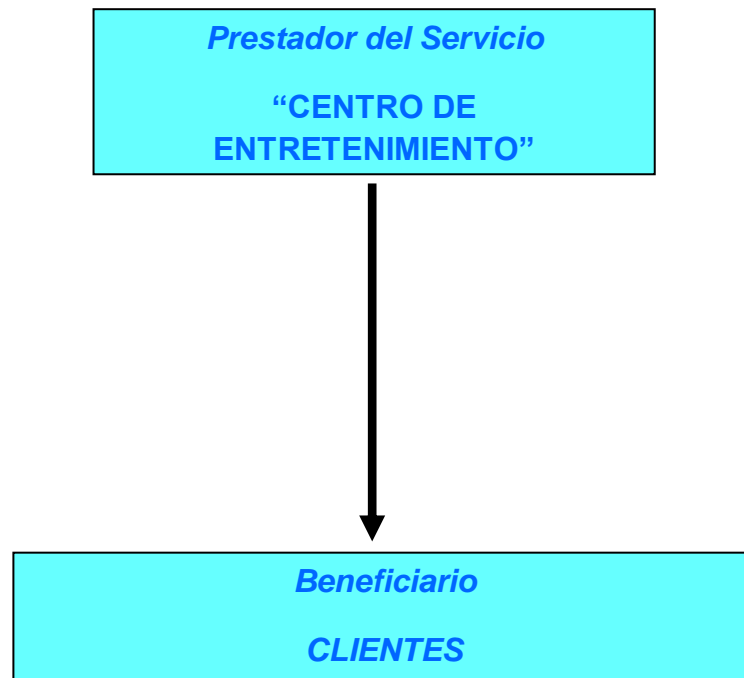 Prestador del Servicio
“CENTRO DE
ENTRETENIMIENTO”
Beneficiario
CLIENTES